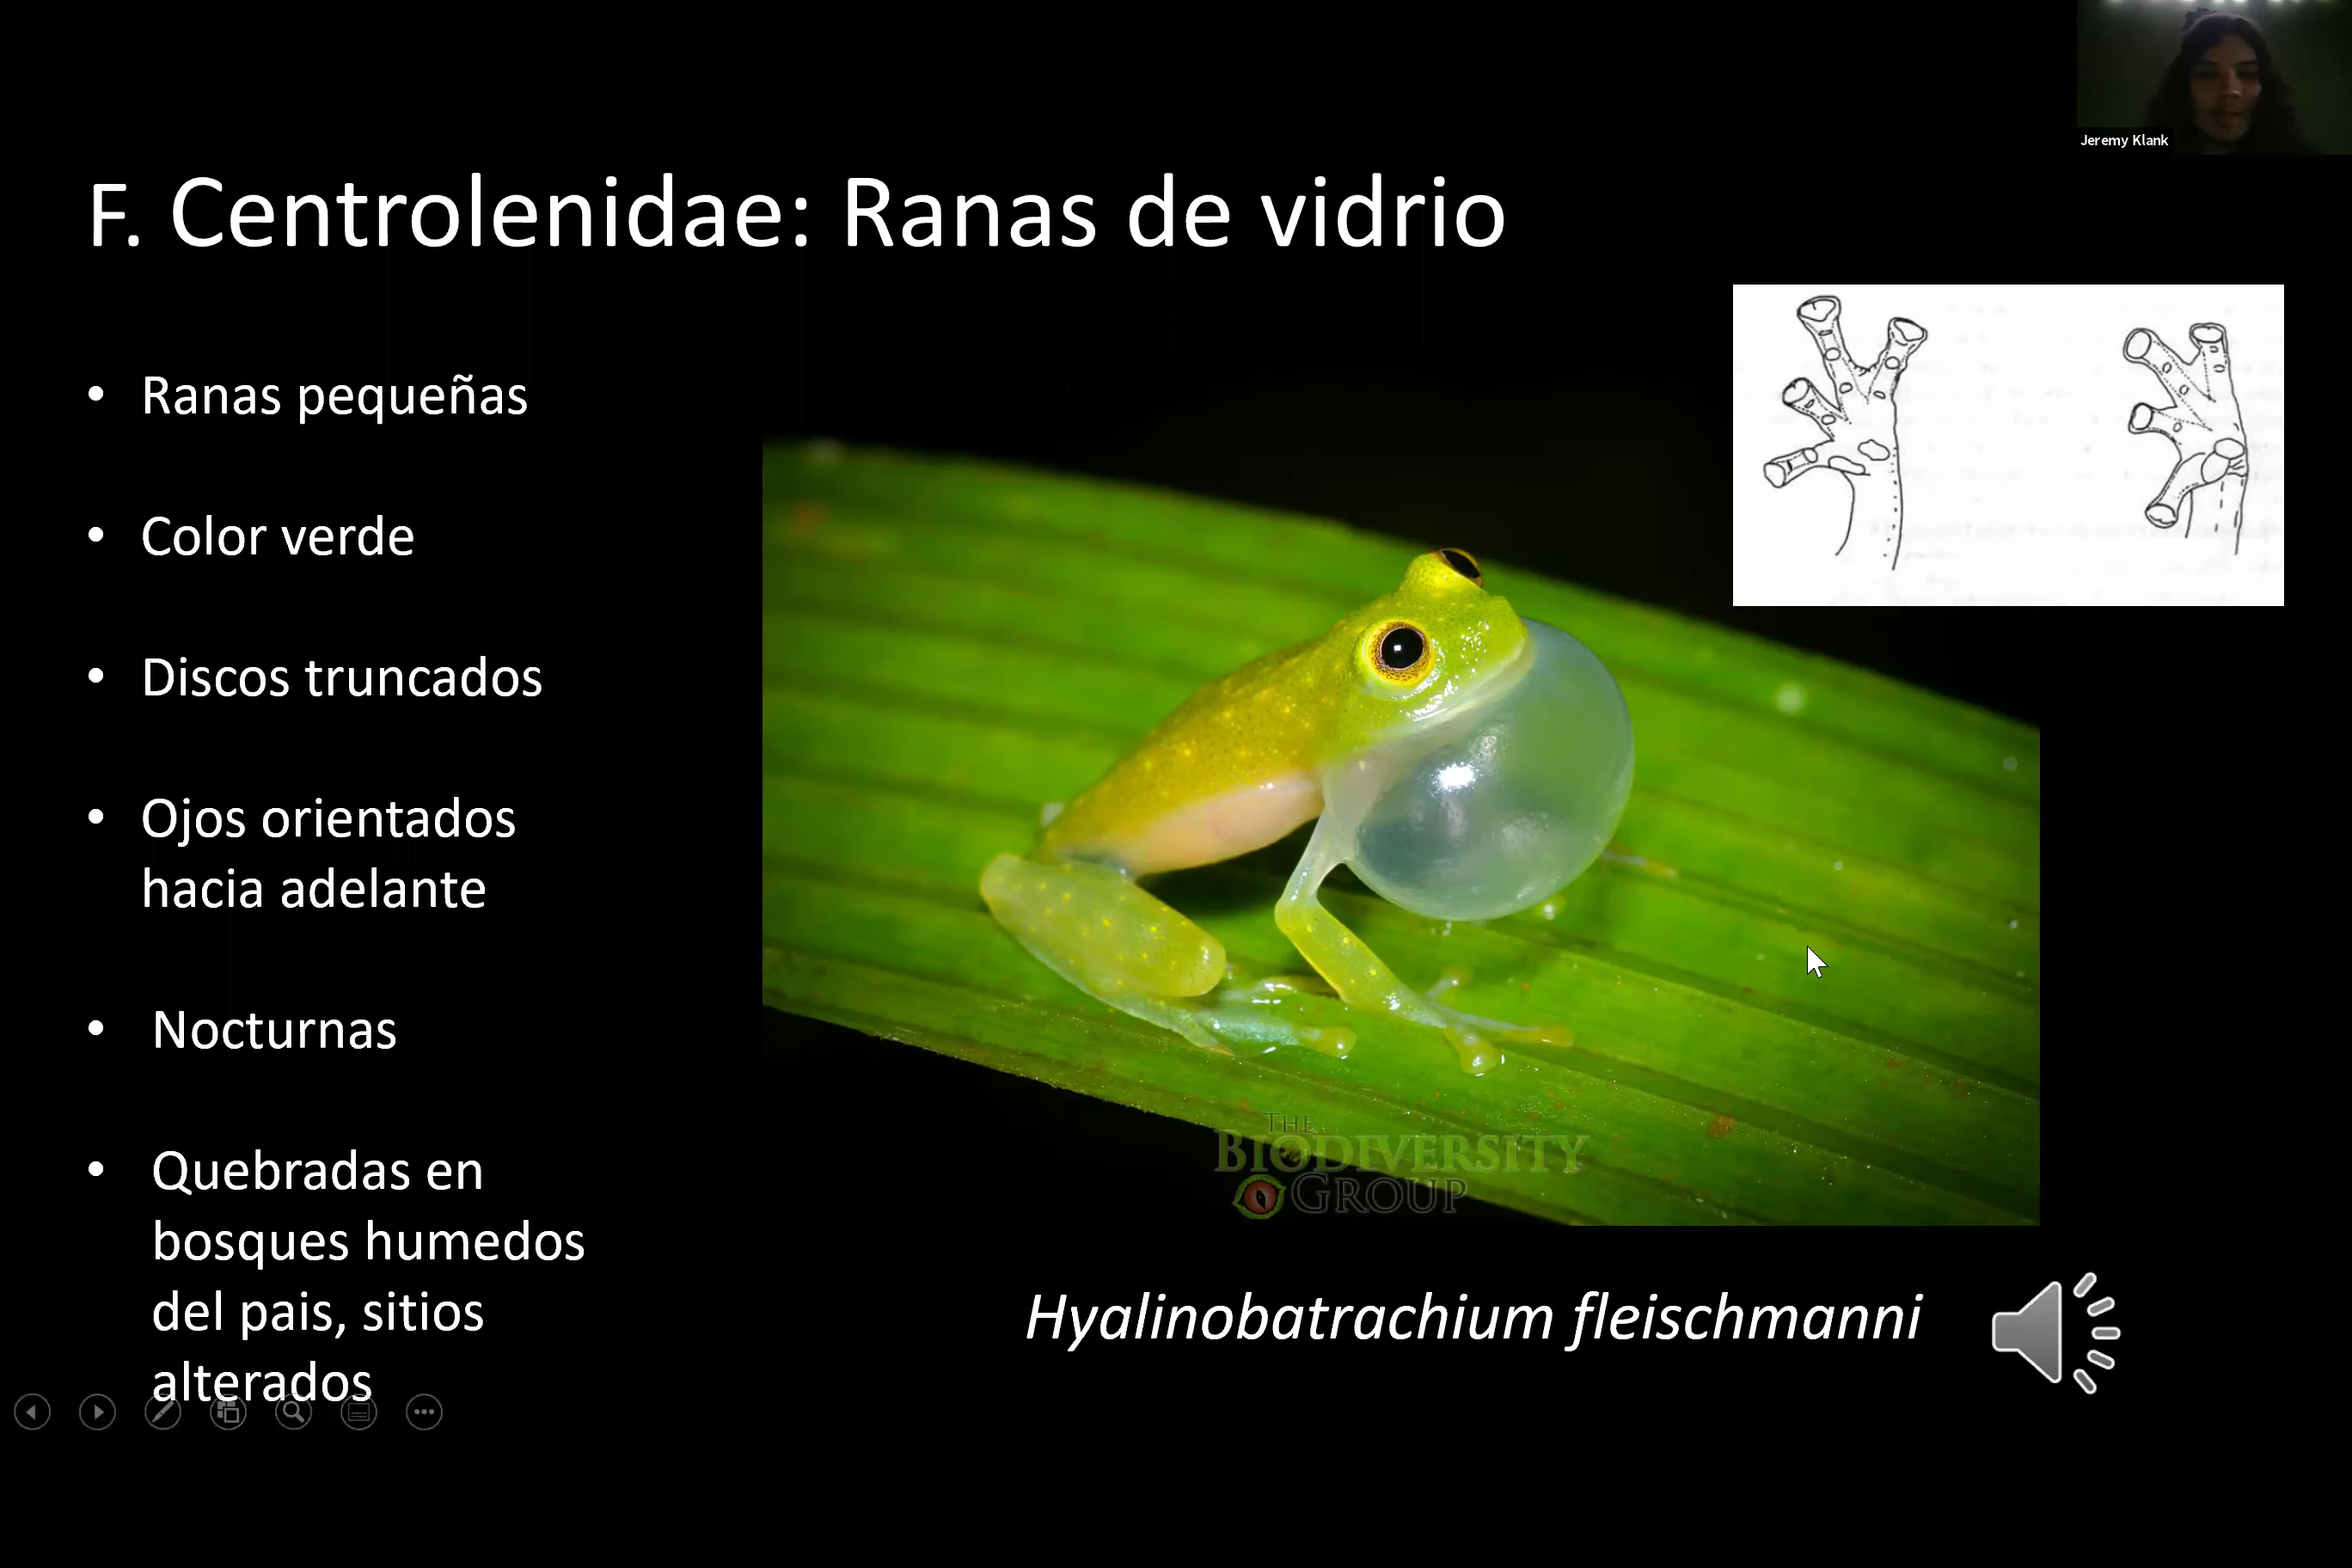 Jeremy Klank
F. Centrolenidae: Ranas de vidrio
• Ranas pequeñas
• Color verde
• Discos truncados
• Ojos orientados
hacia adelante
• Nocturnas
• Quebradas en
bosques humedos
del pais, sitios
alterados
THE
BIODIVERSITY
GROUP
Hyalinobatrachium fleischmanni